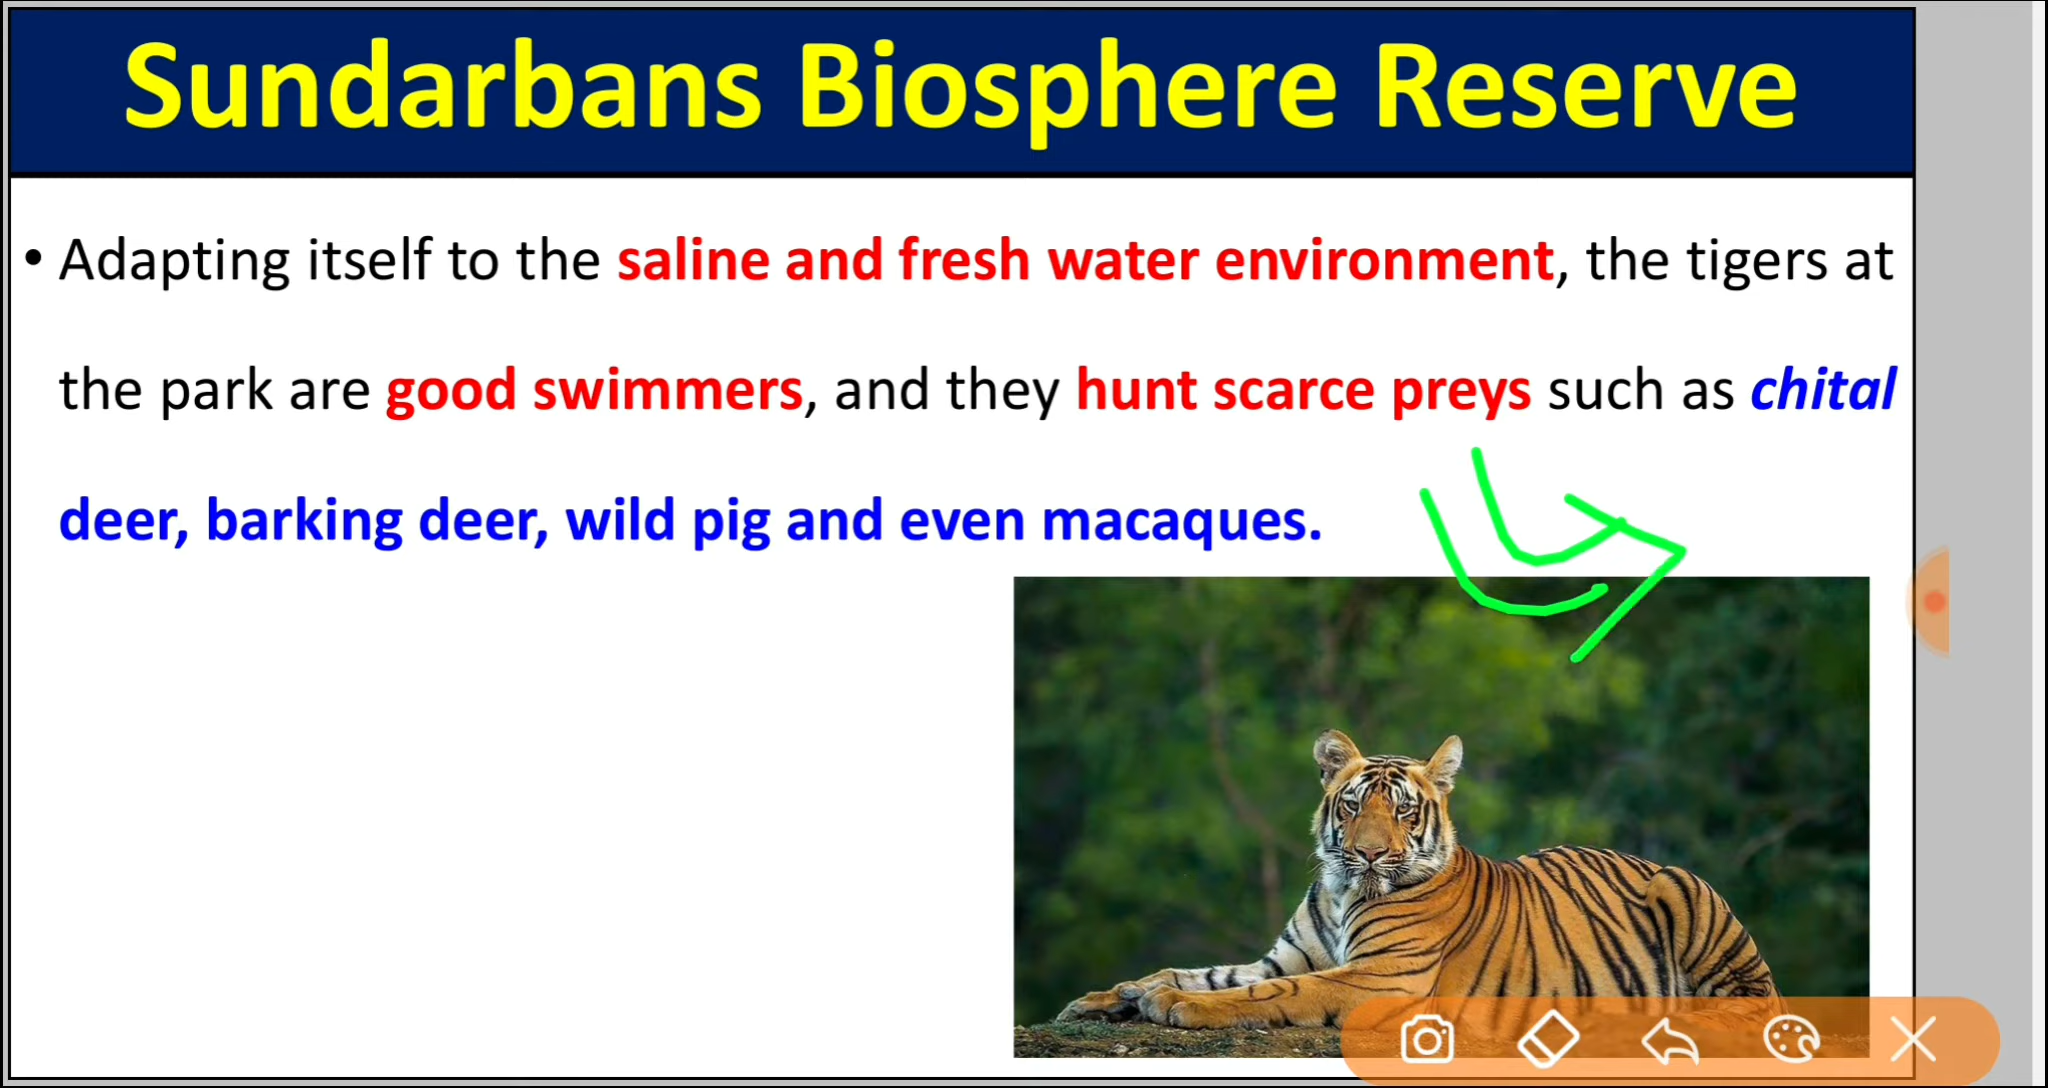 Sundarbans Biosphere Reserve
• Adapting itself to the saline and fresh water environment, the tigers at
the park are good swimmers, and they hunt scarce preys such as chital
deer, barking deer, wild pig and even macaques.